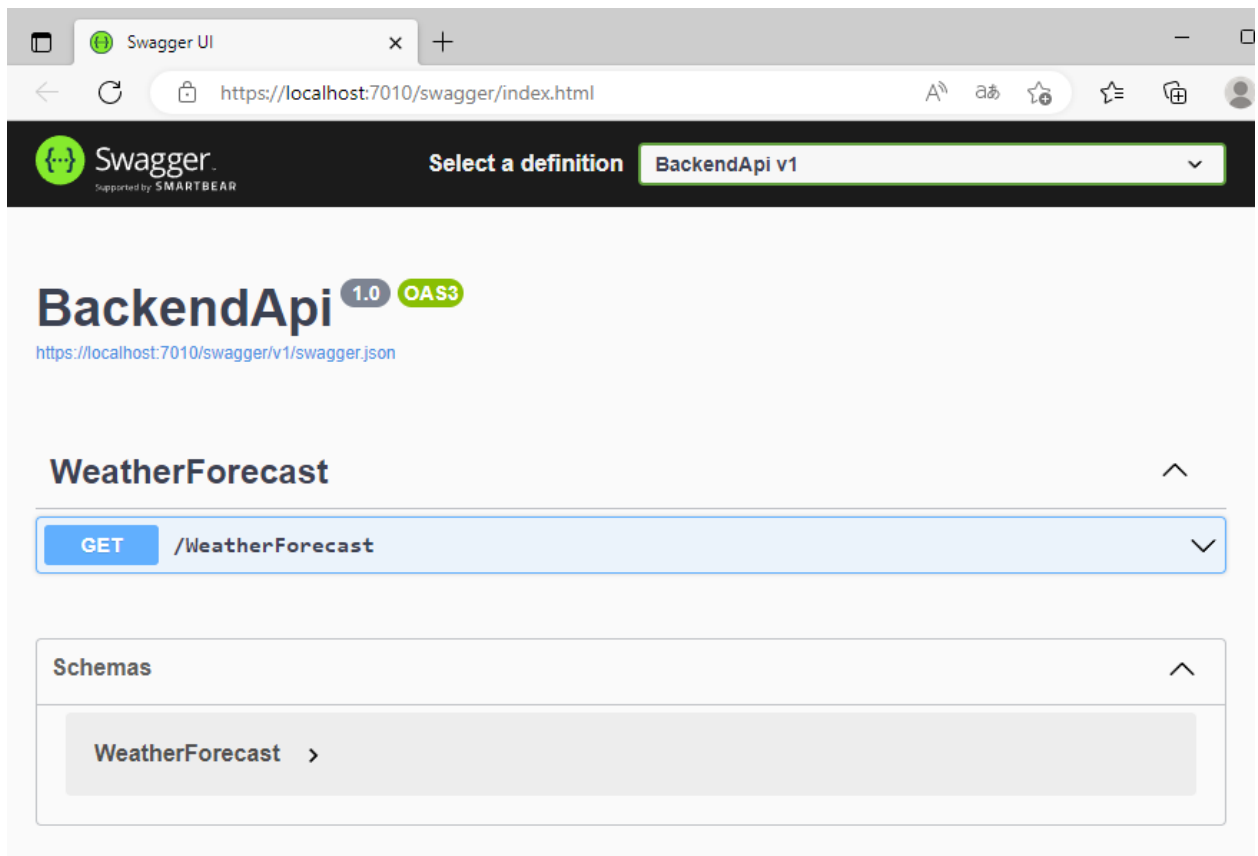 Swagger UI
https://localhost:7010/swagger/index.html
Swagger
Supported by SMARTBEAR
Select a definition
BackendApi v1
BackendApi 1.0 OAS3
https://localhost:7010/swagger/v1/swagger.json
WeatherForecast
GET /WeatherForecast
Schemas
WeatherForecast